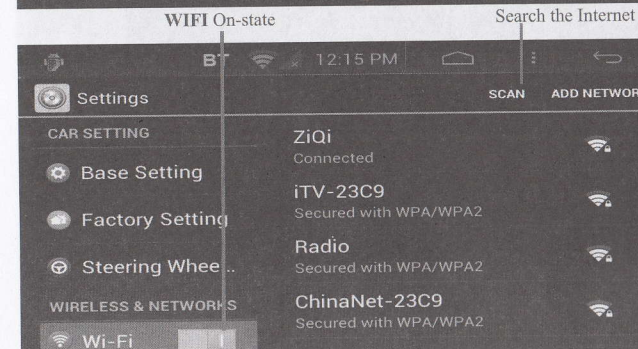 WIFI On-state
Search the Internet
BT 12:15 PM
Settings
SCAN ADD NETWOR
CAR SETTING
Base Setting
Factory Setting
Steering Whee..
WIRELESS & NETWORKS
Wi-Fi
ZiQi
Connected
iTV-23C9
Secured with WPA/WPA2
Radio
Secured with WPA/WPA2
ChinaNet-23C9
Secured with WPA/WPA2